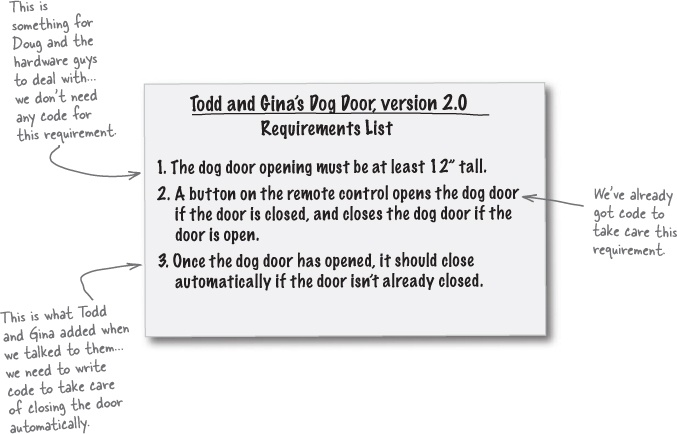 This is
something for
Doug and the
hardware guys
to deal with...
we don't need
any code for
this requirement.
Todd and Gina's Dog Door, version 2.0
Requirements List
1. The dog door opening must be at least 12" tall.
2. A button on the remote control opens the dog door
if the door is closed, and closes the dog door if the
door is open.
3. Once the dog door has opened, it should close
automatically if the door isn't already closed.
We've already
got code to
take care this
requirement.
This is what Todd
and Gina added when
we talked to them...
we need to write
code to take care
of closing the door
automatically.